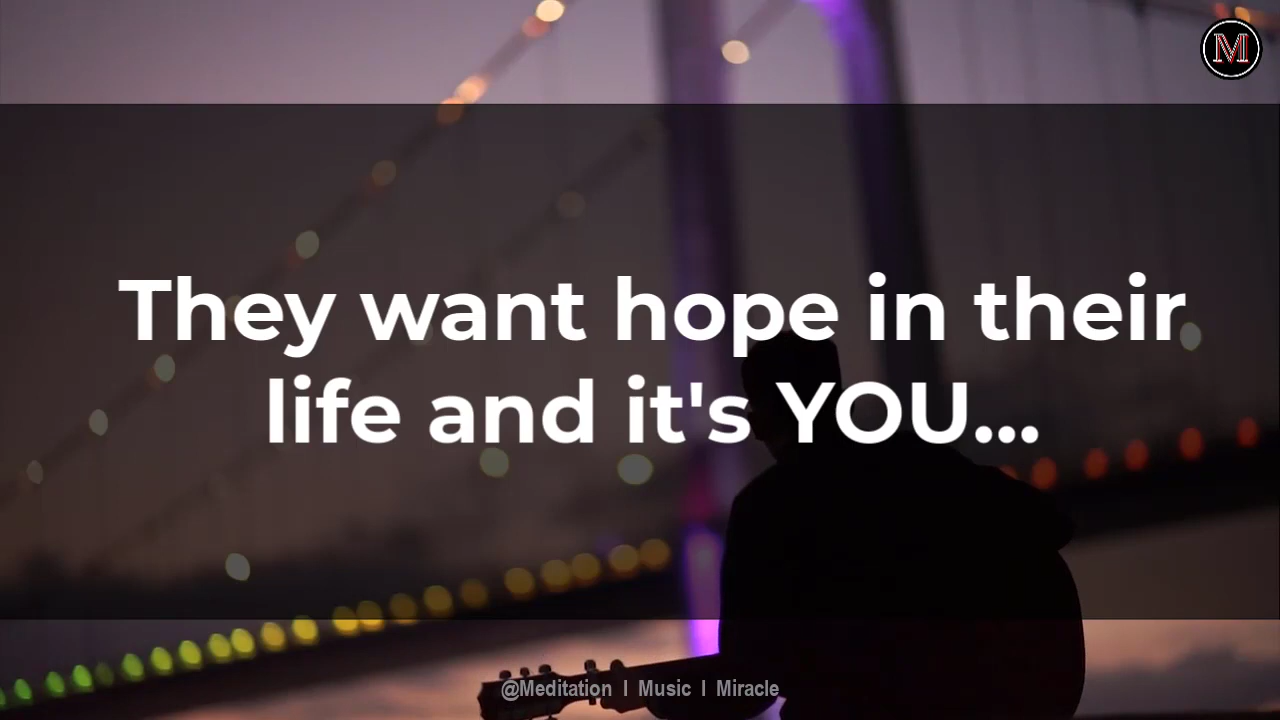 M
They want hope in their
life and it's YOU...
@Meditation I Music I Miracle